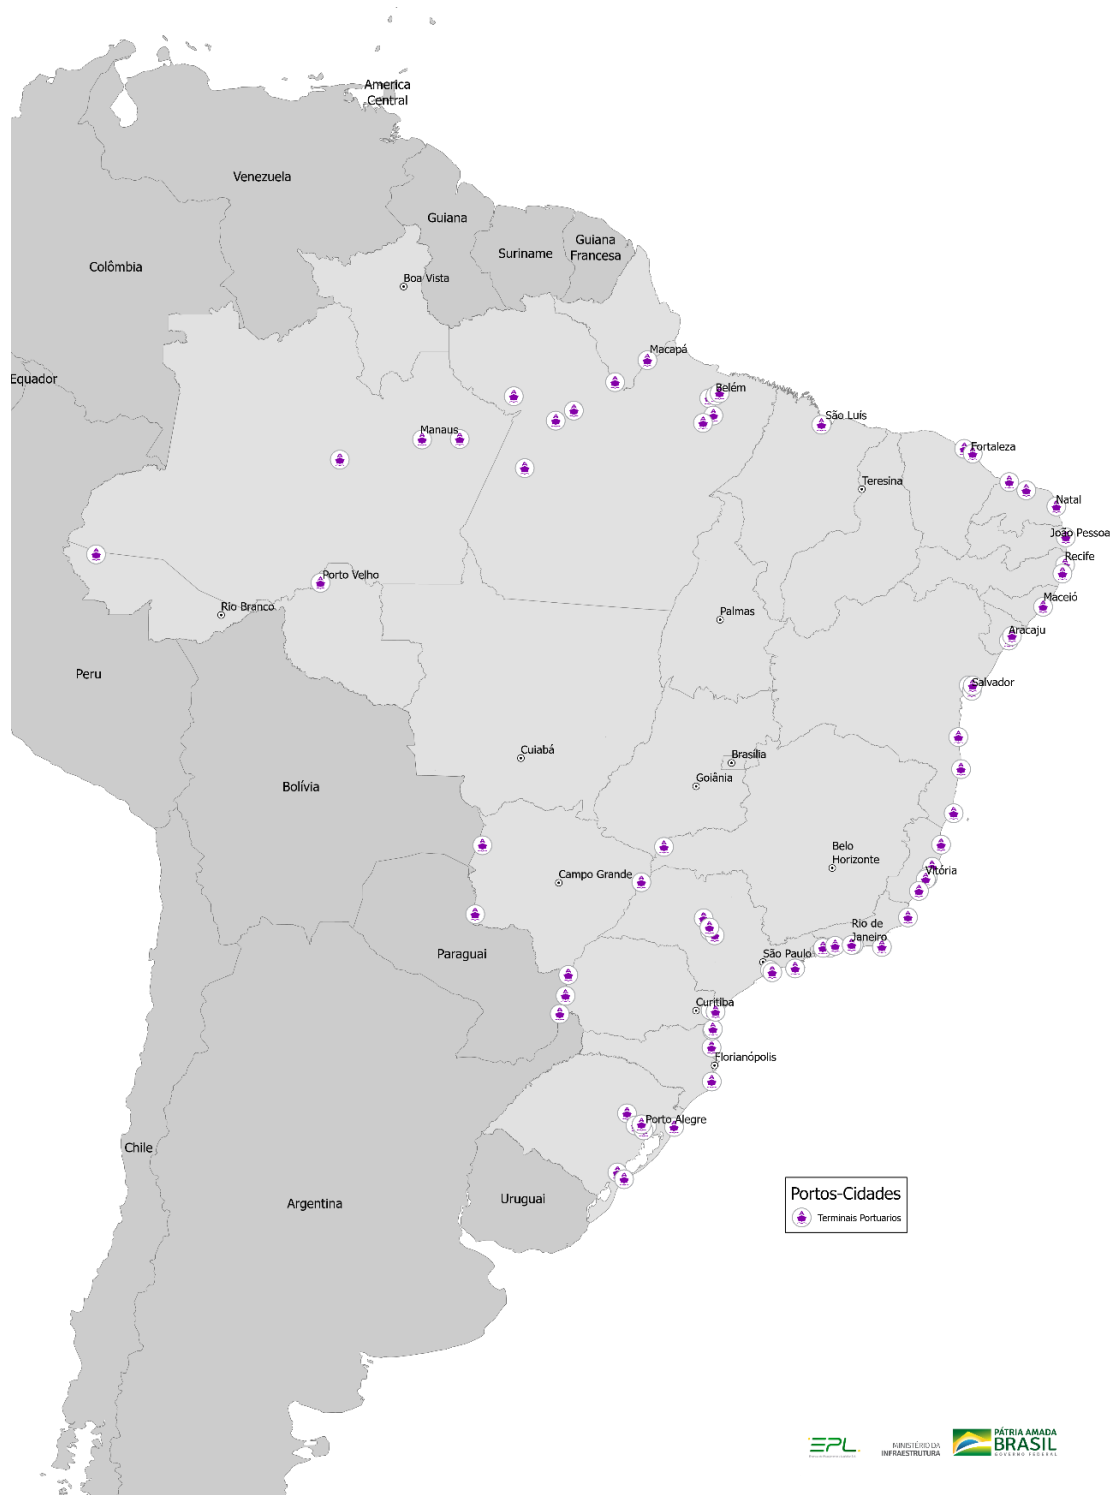 America
Central
Venezuela
Guiana
Suriname
Guiana
Francesa
Colômbia
Boa Vista
Macapá
Equador
Belém
São Luís
Manaus
Fortaleza
Teresina
Natal
João Pessoa
Recife
Porto Velho
Maceió
Rio Branco
Palmas
Aracaju
Peru
Salvador
Cuiabá
Brasília
Goiânia
Bolívia
Belo
Horizonte
Vitória
Campo Grande
Rio de
Janeiro
Paraguai
São Paulo
Curitiba
Florianópolis
Porto Alegre
Chile
Argentina
Uruguai
Portos-Cidades
Terminais Portuarios
EPL
MINISTÉRIO DA
INFRAESTRUTURA
PÁTRIA AMADA
BRASIL
GOVERNO FEDERAL